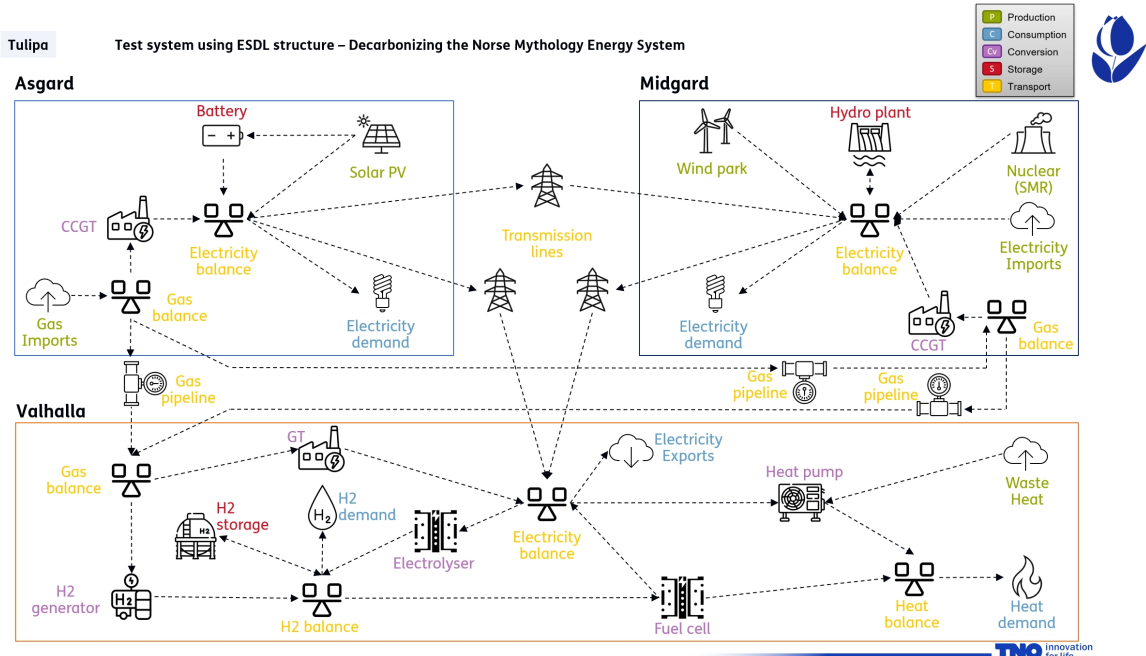 P Production
C Consumption
Cv Conversion
S Storage
T Transport
Tulipa
Test system using ESDL structure – Decarbonizing the Norse Mythology Energy System
Asgard
Midgard
Battery
Solar PV
CCGT
Electricity
balance
Gas
Imports
Gas
balance
Electricity
demand
Transmission
lines
Wind park
Hydro plant
Nuclear
(SMR)
Electricity
balance
Electricity
Imports
Electricity
demand
CCGT
Gas
balance
Gas
pipeline
Gas
pipeline
Gas
pipeline
Valhalla
Gas
balance
GT
Electricity
Exports
Heat pump
Waste
Heat
H2
storage
H2
H2
H2
demand
Electrolyser
Electricity
balance
H2
generator
H2
H2 balance
Fuel cell
Heat
balance
Heat
demand
TNO innovation
for life